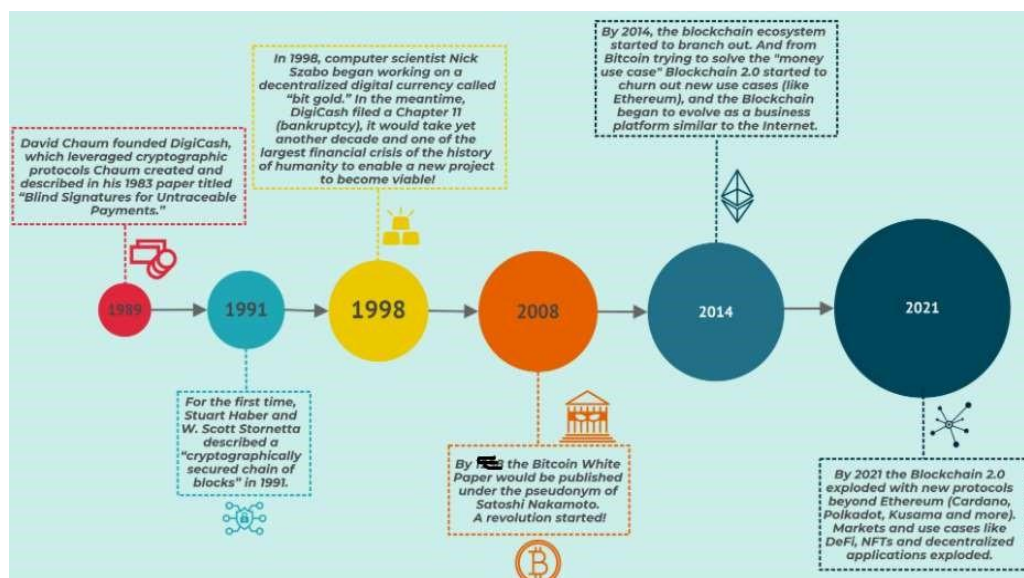 David Chaum founded DigiCash,
which leveraged cryptographic
protocols Chaum created and
described in his 1983 paper titled
“Blind Signatures for Untraceable
Payments.”
In 1998, computer scientist Nick
Szabo began working on a
decentralized digital currency called
“bit gold.” In the meantime,
DigiCash filed a Chapter 11
(bankruptcy), it would take yet
another decade and one of the
largest financial crisis of the history
of humanity to enable a new project
to become viable!
By 2014, the blockchain ecosystem
started to branch out. And from
Bitcoin trying to solve the "money
use case" Blockchain 2.0 started to
churn out new use cases (like
Ethereum), and the Blockchain
began to evolve as a business
platform similar to the Internet.
1989
1991
1998
2008
2014
2021
For the first time,
Stuart Haber and
W. Scott Stornetta
described a
“cryptographically
secured chain of
blocks” in 1991.
By the Bitcoin White
Paper would be published
under the pseudonym of
Satoshi Nakamoto.
A revolution started!
By 2021 the Blockchain 2.0
exploded with new protocols
beyond Ethereum (Cardano,
Polkadot, Kusama and more).
Markets and use cases like
DeFi, NFTs and decentralized
applications exploded.